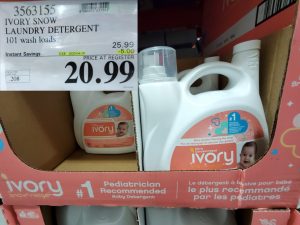 3563155
IVORY SNOW
LAUNDRY DETERGENT
101 wash loads
25.99
Instant Savings
-5.00
PRICE AT REGISTER
20.99
208
ivory
ivory
ivory
#1 Pediatrician
Recommended
Baby Detergent
Le détergent à lessive pour bébé
le plus recommandé
par les pédiatres
#1